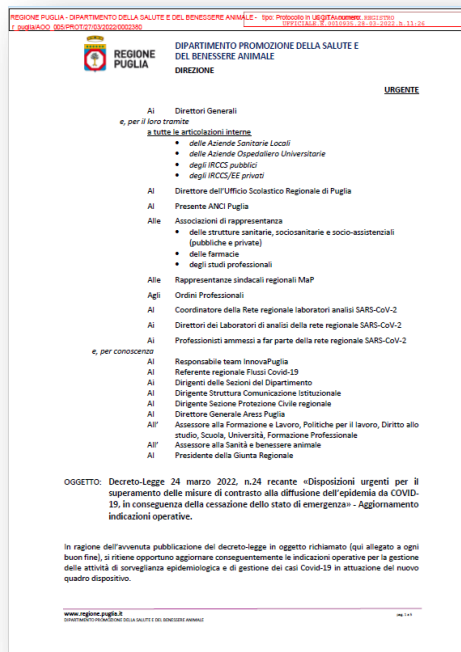 REGIONE PUGLIA - DIPARTIMENTO DELLA SALUTE E DEL BENESSERE ANIMALE - Tipo: Protocollo in USCITA numero:
r_puglia/AOO_005/PROT/27/03/2022/0002380
REGIONE PUGLIA
DIPARTIMENTO PROMOZIONE DELLA SALUTE E
DEL BENESSERE ANIMALE
DIREZIONE
URGENTE
Ai Direttori Generali
e, per il loro tramite
a tutte le articolazioni interne
• delle Aziende Sanitarie Locali
• delle Aziende Ospedaliero Universitarie
• degli IRCCS pubblici
• degli IRCCS/EE privati
Al Direttore dell'Ufficio Scolastico Regionale di Puglia
Al Presente ANCI Puglia
Alle Associazioni di rappresentanza
• delle strutture sanitarie, sociosanitarie e socio-assistenziali
(pubbliche e private)
• delle farmacie
• degli studi professionali
Alle Rappresentanze sindacali regionali MaP
Agli Ordini Professionali
Al Coordinatore della Rete regionale laboratori analisi SARS-CoV-2
Ai Direttori dei Laboratori di analisi della rete regionale SARS-CoV-2
Ai Professionisti ammessi a far parte della rete regionale SARS-CoV-2
e, per conoscenza
Al Responsabile team InnovaPuglia
Al Referente regionale Flussi Covid-19
Ai Dirigenti delle Sezioni del Dipartimento
Al Dirigente Struttura Comunicazione Istituzionale
Al Dirigente Sezione Protezione Civile regionale
Al Direttore Generale Aress Puglia
All' Assessore alla Formazione e Lavoro, Politiche per il lavoro, Diritto allo
studio, Scuola, Università, Formazione Professionale
All' Assessore alla Sanità e benessere animale
Al Presidente della Giunta Regionale
OGGETTO: Decreto-Legge 24 marzo 2022, n.24 recante «Disposizioni urgenti per il
superamento delle misure di contrasto alla diffusione dell'epidemia da COVID-
19, in conseguenza della cessazione dello stato di emergenza» - Aggiornamento
indicazioni operative.
In ragione dell'avvenuta pubblicazione del decreto-legge in oggetto richiamato (qui allegato a ogni
buon fine), si ritiene opportuno aggiornare conseguentemente le indicazioni operative per la gestione
delle attività di sorveglianza epidemiologica e di gestione dei casi Covid-19 in attuazione del nuovo
quadro dispositivo.
www.regione.puglia.it
DIPARTIMENTO PROMOZIONE DELLA SALUTE E DEL BENESSERE ANIMALE